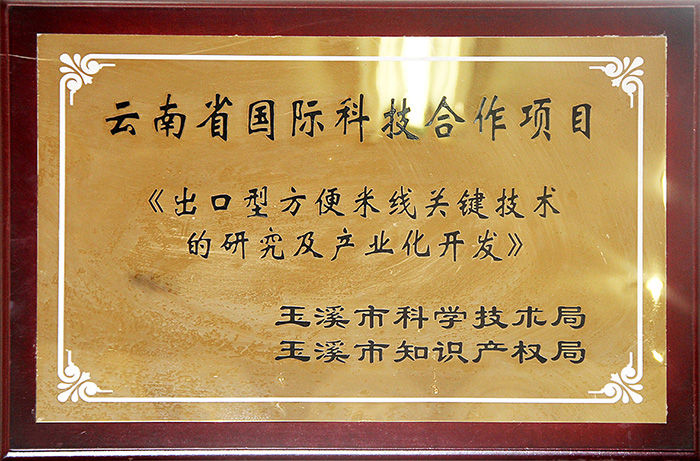 云南省国际科技合作项目
《出口型方便米线关键技术
的研究及产业化开发》
玉溪市科学技术局
玉溪市知识产权局